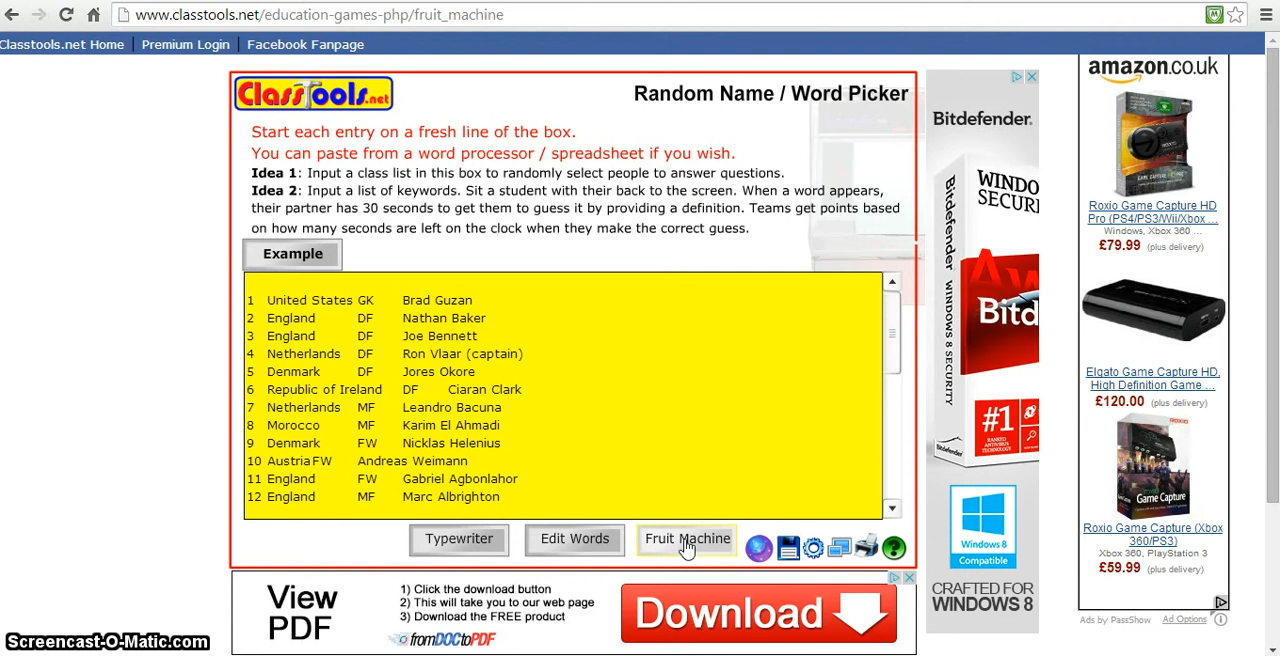 www.classtools.net/education-games-php/fruit_machine
Classtools.net Home | Premium Login | Facebook Fanpage
ClassTools.net
Random Name / Word Picker
Start each entry on a fresh line of the box.
You can paste from a word processor / spreadsheet if you wish.
Idea 1: Input a class list in this box to randomly select people to answer questions.
Idea 2: Input a list of keywords. Sit a student with their back to the screen. When a word appears,
their partner has 30 seconds to get them to guess it by providing a definition. Teams get points based
on how many seconds are left on the clock when they make the correct guess.
Example
1 United States GK Brad Guzan
2 England DF Nathan Baker
3 England DF Joe Bennett
4 Netherlands DF Ron Vlaar (captain)
5 Denmark DF Jores Okore
6 Republic of Ireland DF Ciaran Clark
7 Netherlands MF Leandro Bacuna
8 Morocco MF Karim El Ahmadi
9 Denmark FW Nicklas Helenius
10 Austria FW Andreas Weimann
11 England FW Gabriel Agbonlahor
12 England MF Marc Albrighton
Typewriter
Edit Words
Fruit Machine
View
PDF
1) Click the download button
2) This will take you to our web page
3) Download the FREE product
fromDOCtoPDF
Download
Bitdefender.
WINDO
SECUR
BITDEFENDER WINDOWS 8 SECURITY
Bitd
#1
RANKED
ANTIVIRUS
TECHNOLOGY
Windows 8
Compatible
CRAFTED FOR
WINDOWS 8
amazon.co.uk
GAME CAPTURE HD
Roxio Game Capture HD
Pro (PS4/PS3/Wii/Xbox ...
Windows, Xbox 360 ...
£79.99 (plus delivery)
Elgato Game Capture HD,
High Definition Game ...
£120.00 (plus delivery)
Game Capture
Roxio Game Capture (Xbox
360/PS3)
Xbox 360, PlayStation 3
£59.99 (plus delivery)
Ads by PassShow Ad Options
Screencast-O-Matic.com